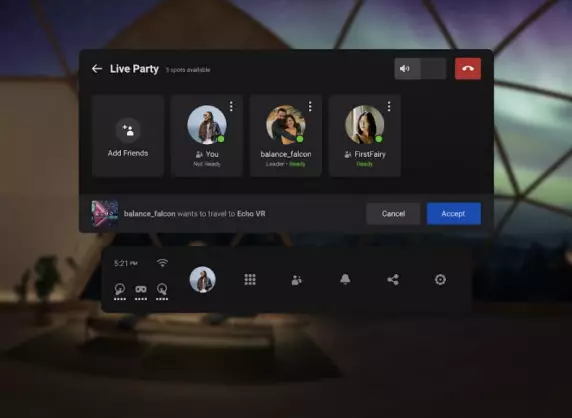 Live Party
5 spots available
Add Friends
You
Not Ready
balance_falcon
Leader • Ready
FirstFairy
Ready
balance_falcon wants to travel to Echo VR
Cancel
Accept
5:21 PM